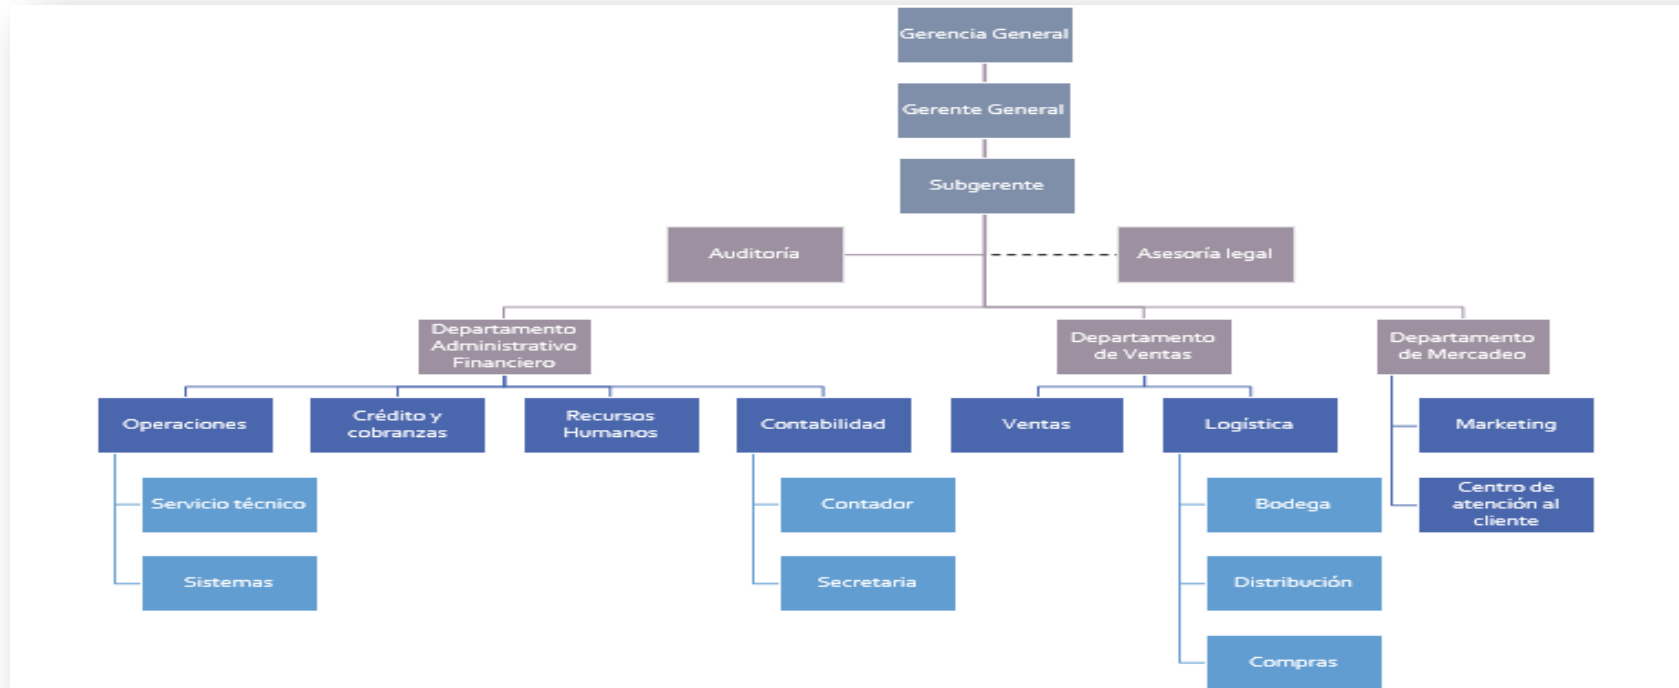 Gerencia General
Gerente General
Subgerente
Auditoría
Asesoría legal
Departamento
Administrativo
Financiero
Departamento
de Ventas
Departamento
de Mercadeo
Operaciones
Crédito y
cobranzas
Recursos
Humanos
Contabilidad
Ventas
Logística
Marketing
Servicio técnico
Contador
Bodega
Centro de
atención al
cliente
Sistemas
Secretaria
Distribución
Compras